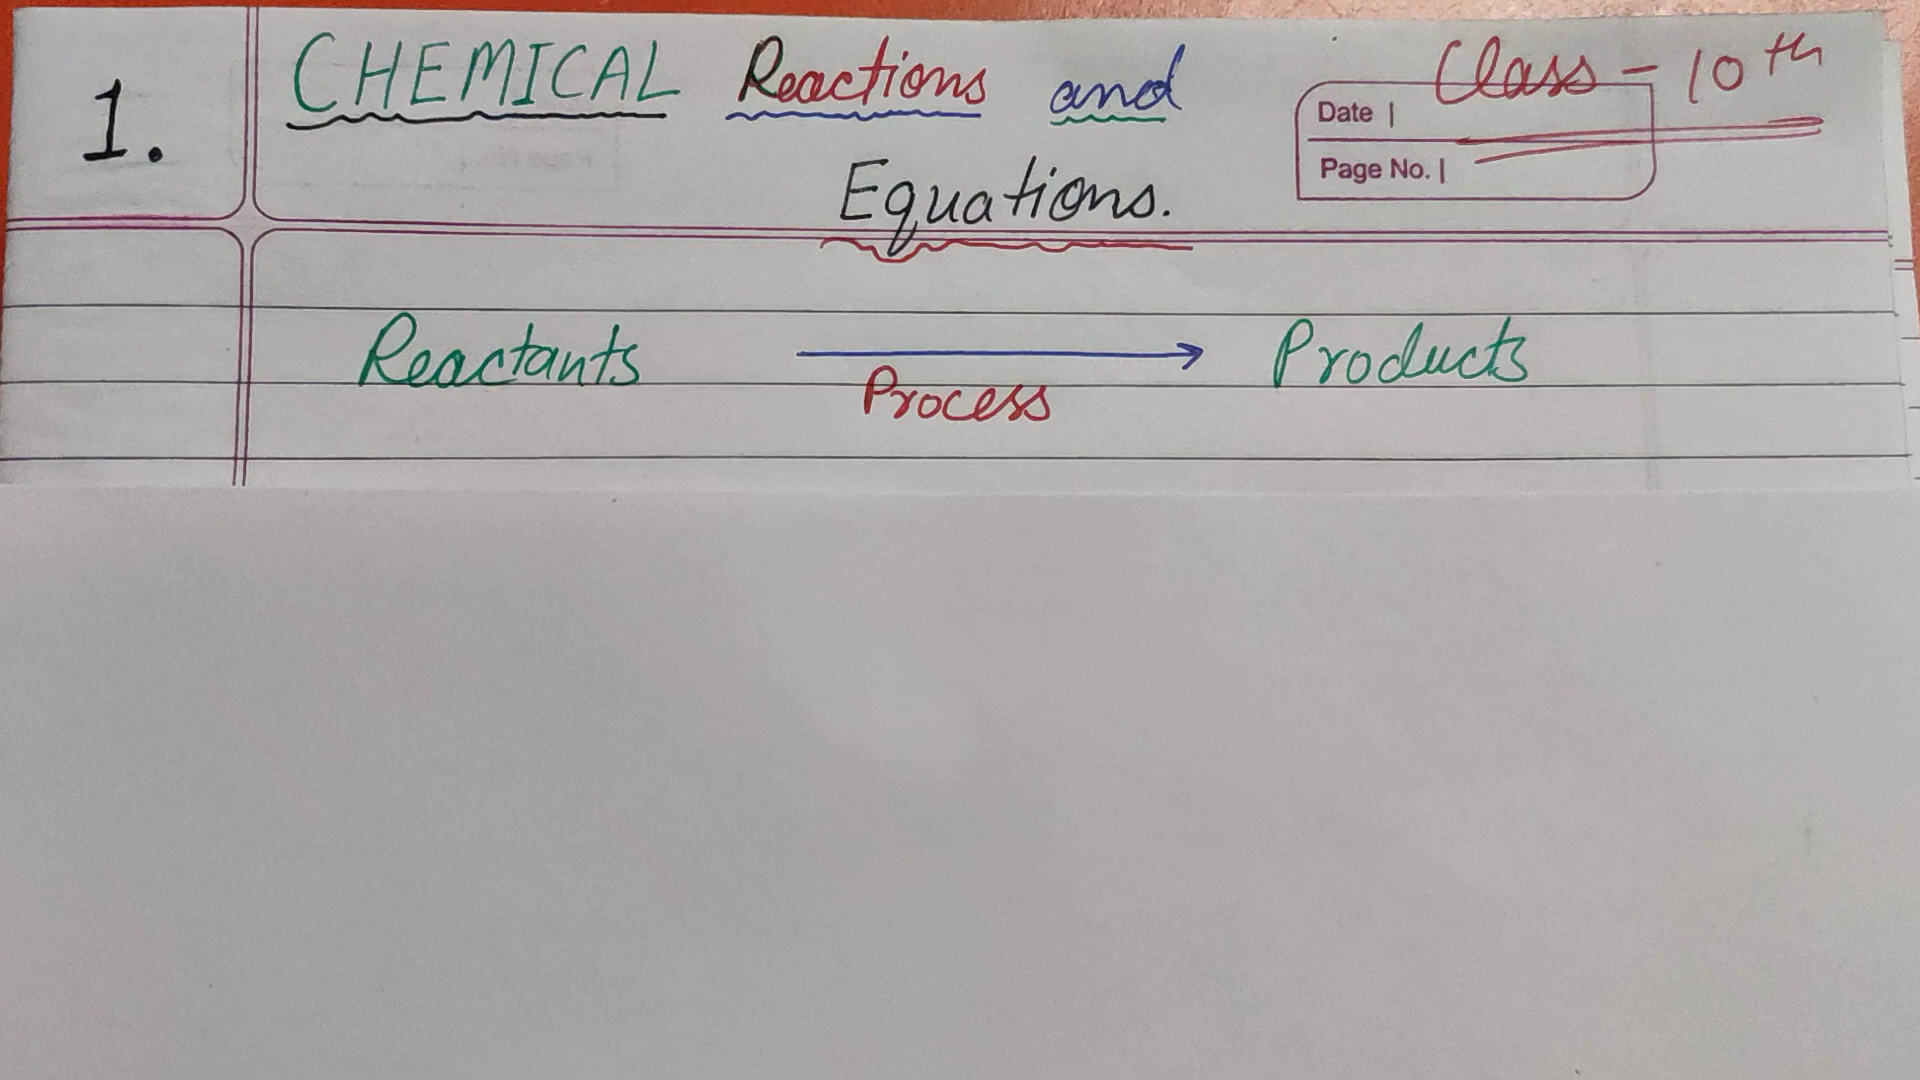 1. CHEMICAL Reactions and
Equations.
Class - 10th
Date |
Page No. |
Reactants → Products
Process